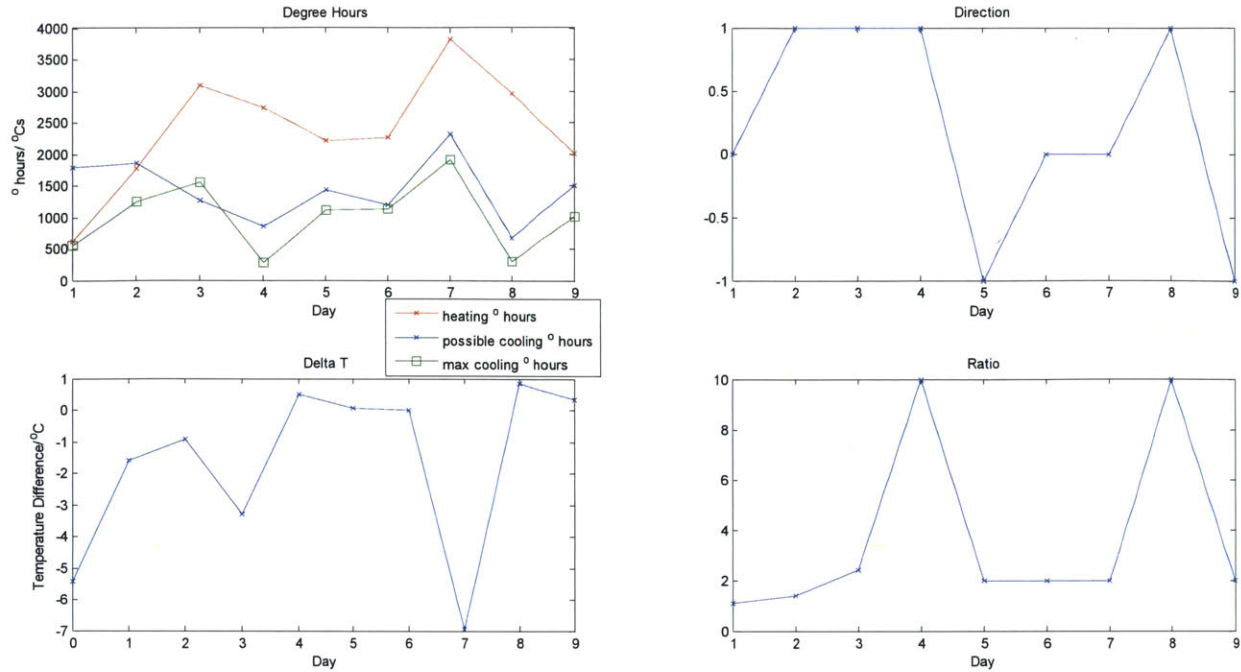 Degree Hours
4000
3500
3000
2500
2000
1500
1000
500
0
° hours/ °Cs
1 2 3 4 5 6 7 8 9
Day
heating ° hours
possible cooling ° hours
max cooling ° hours
Direction
1
0.5
0
-0.5
-1
1 2 3 4 5 6 7 8 9
Day
Delta T
1
0
-1
-2
-3
-4
-5
-6
-7
Temperature Difference/°C
0 1 2 3 4 5 6 7 8 9
Day
Ratio
10
8
6
4
2
0
1 2 3 4 5 6 7 8 9
Day